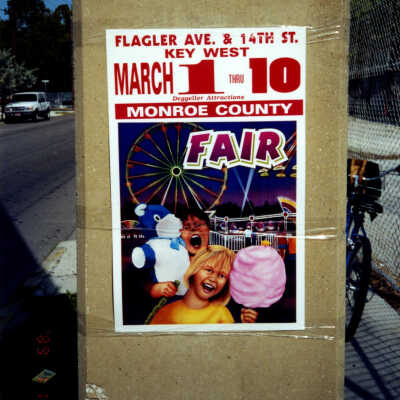 FLAGLER AVE. & 14TH ST.
KEY WEST
MARCH 1 THRU 10
Deggeller Attractions
MONROE COUNTY
FAIR